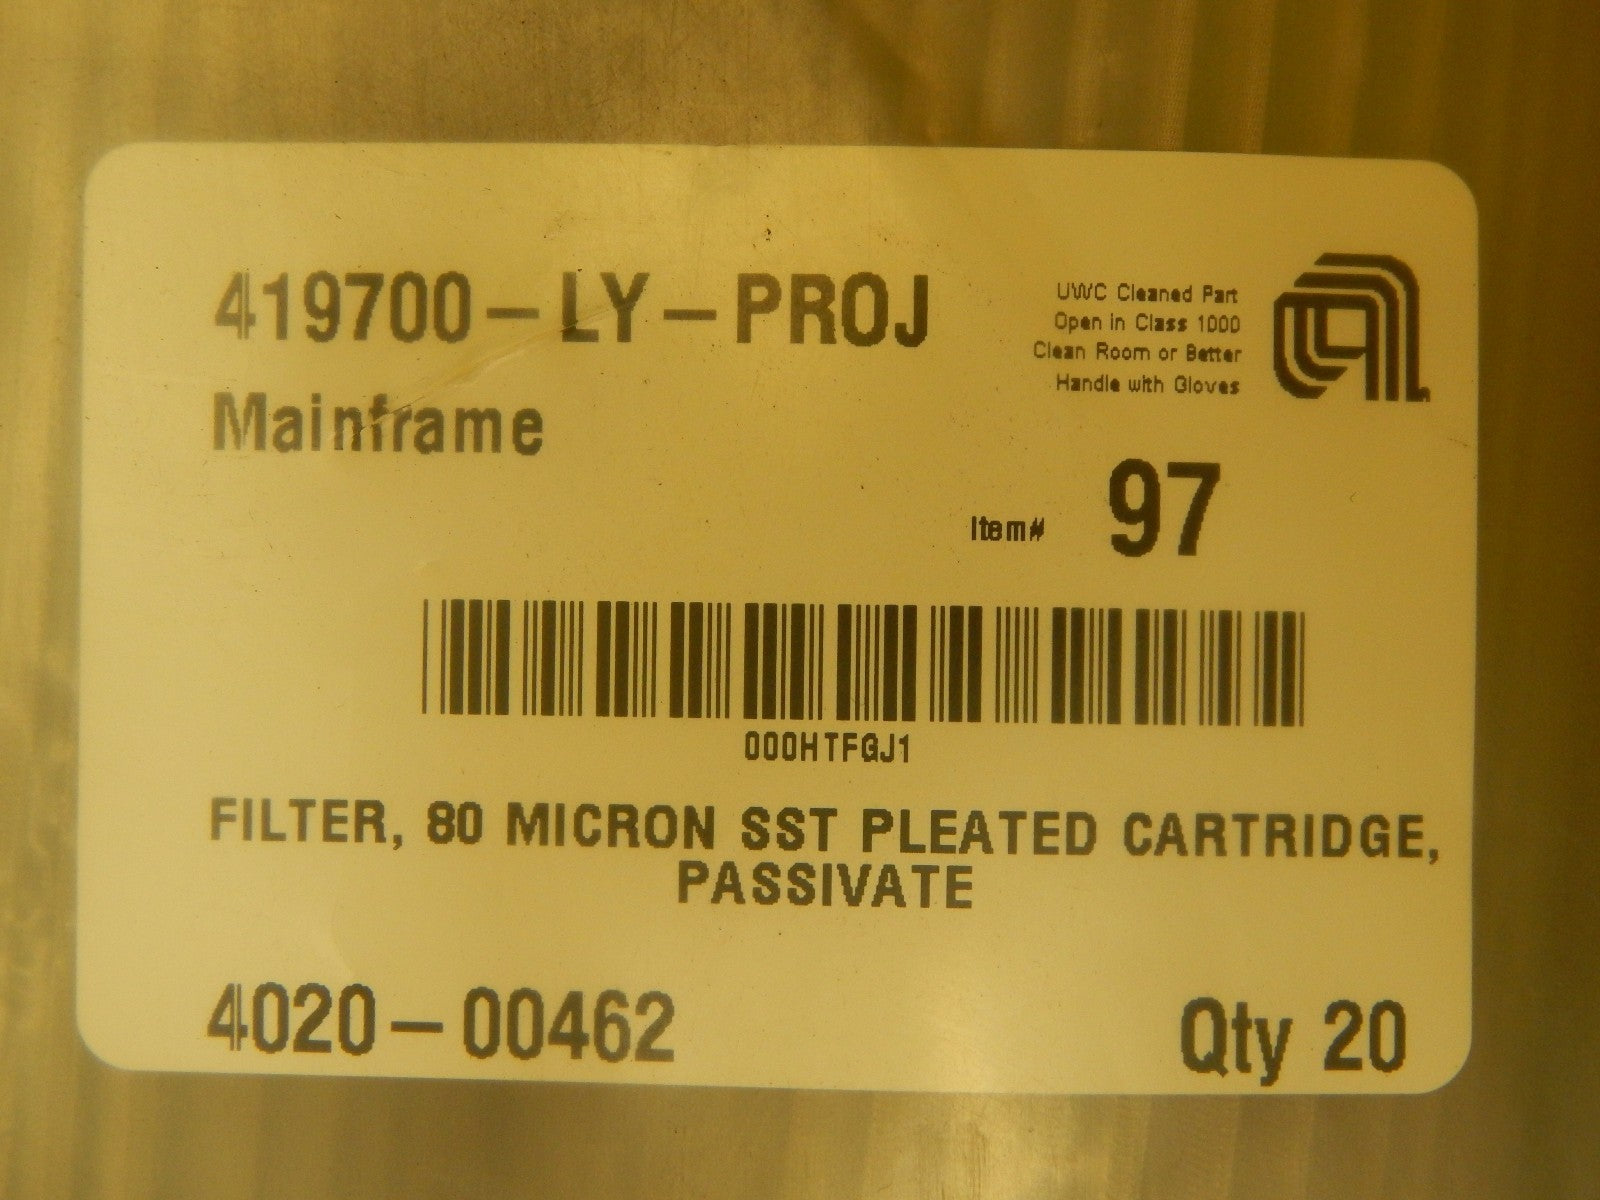 419700-LY-PROJ
UWC Cleaned Part
Open in Class 1000
Clean Room or Better
Handle with Gloves
Mainframe
Item# 97
000HTFGJ1
FILTER, 80 MICRON SST PLEATED CARTRIDGE,
PASSIVATE
4020-00462 Qty 20